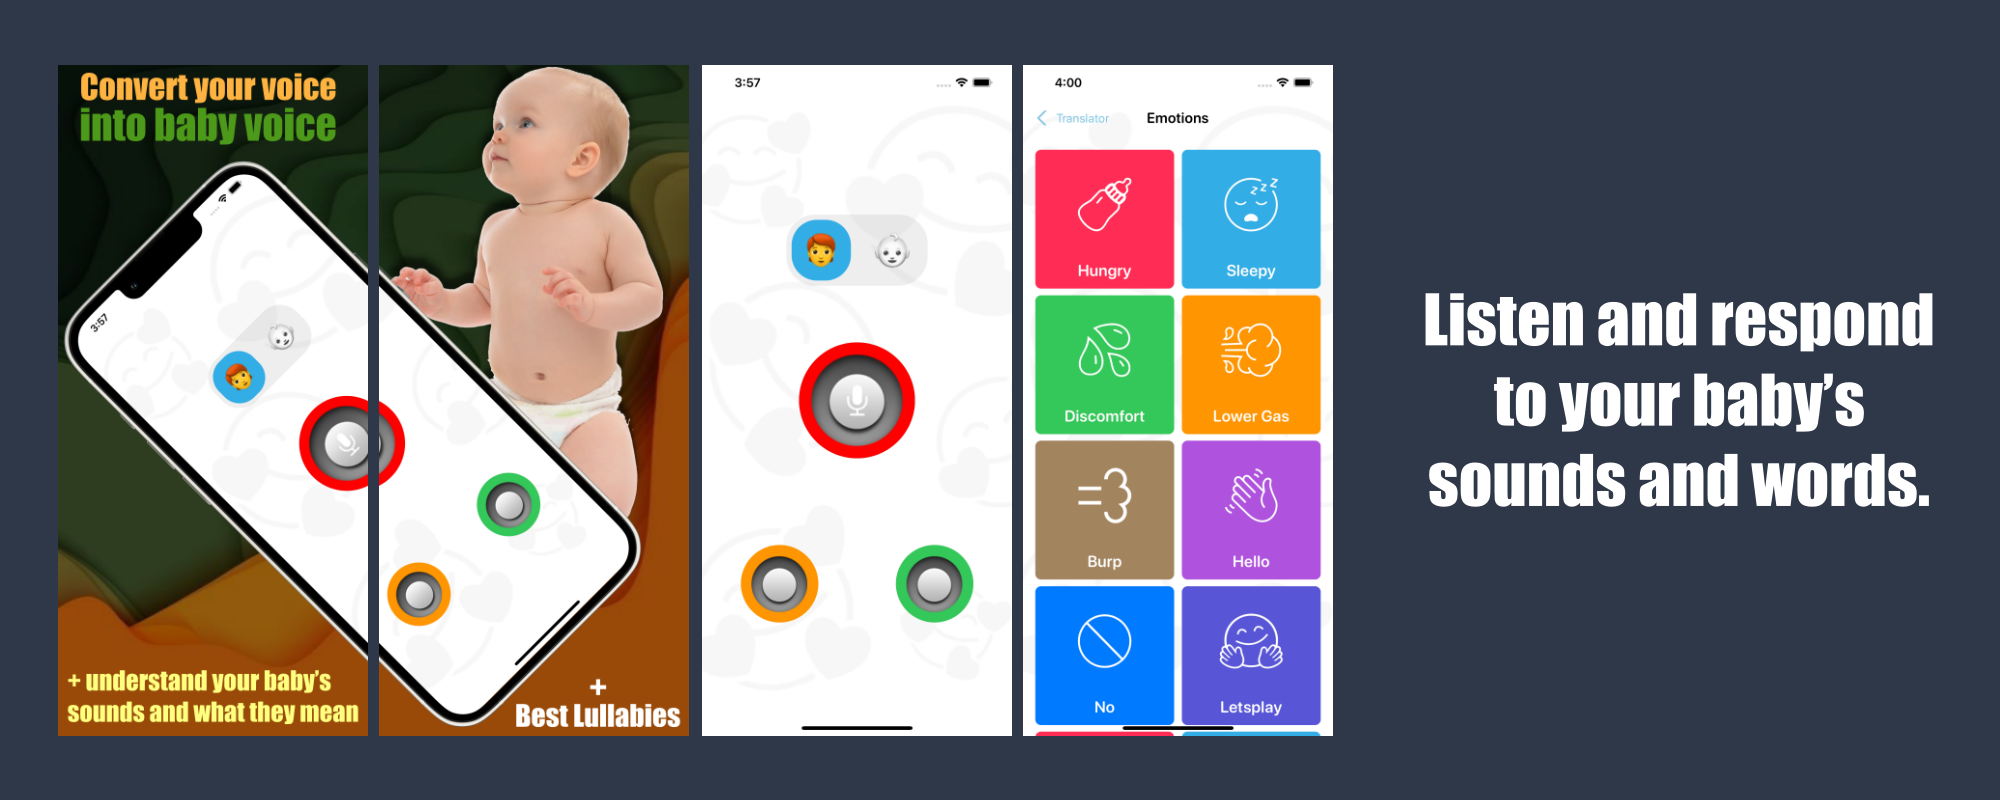 Convert your voice
into baby voice
3:57
+ understand your baby's
sounds and what they mean
+
Best Lullabies
3:57
4:00
Translator
Emotions
Hungry
Sleepy
z z z
Discomfort
Lower Gas
Burp
Hello
No
Letsplay
Listen and respond
to your baby's
sounds and words.